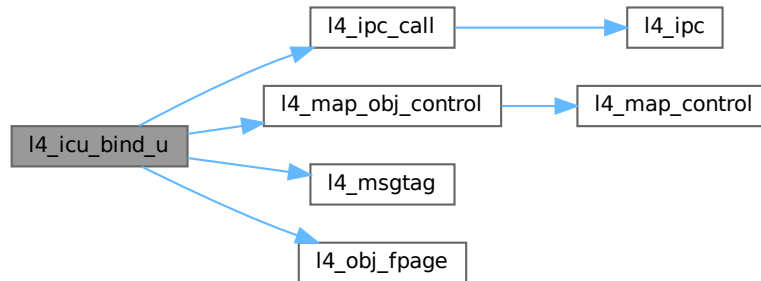 l4_ipc_call
l4_ipc
l4_map_obj_control
l4_map_control
l4_icu_bind_u
l4_msgtag
l4_obj_fpage